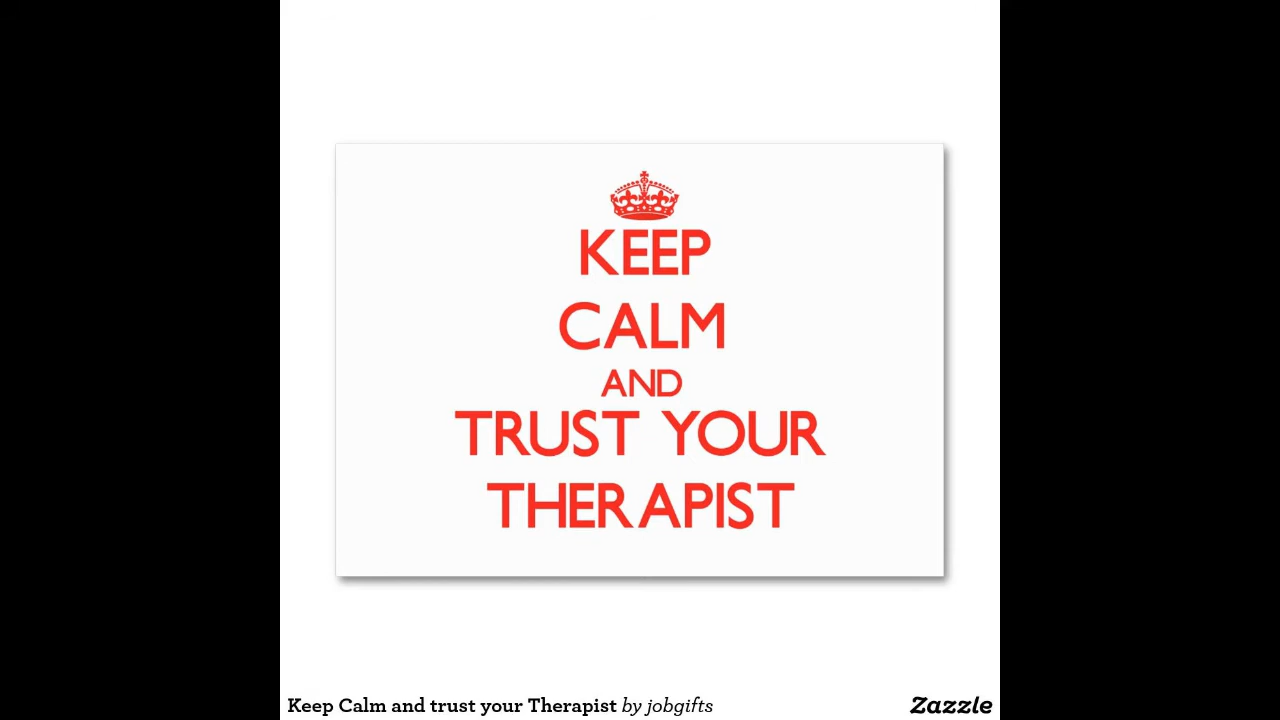 KEEP
CALM
AND
TRUST YOUR
THERAPIST
Keep Calm and trust your Therapist by jobgifts
Zazzle